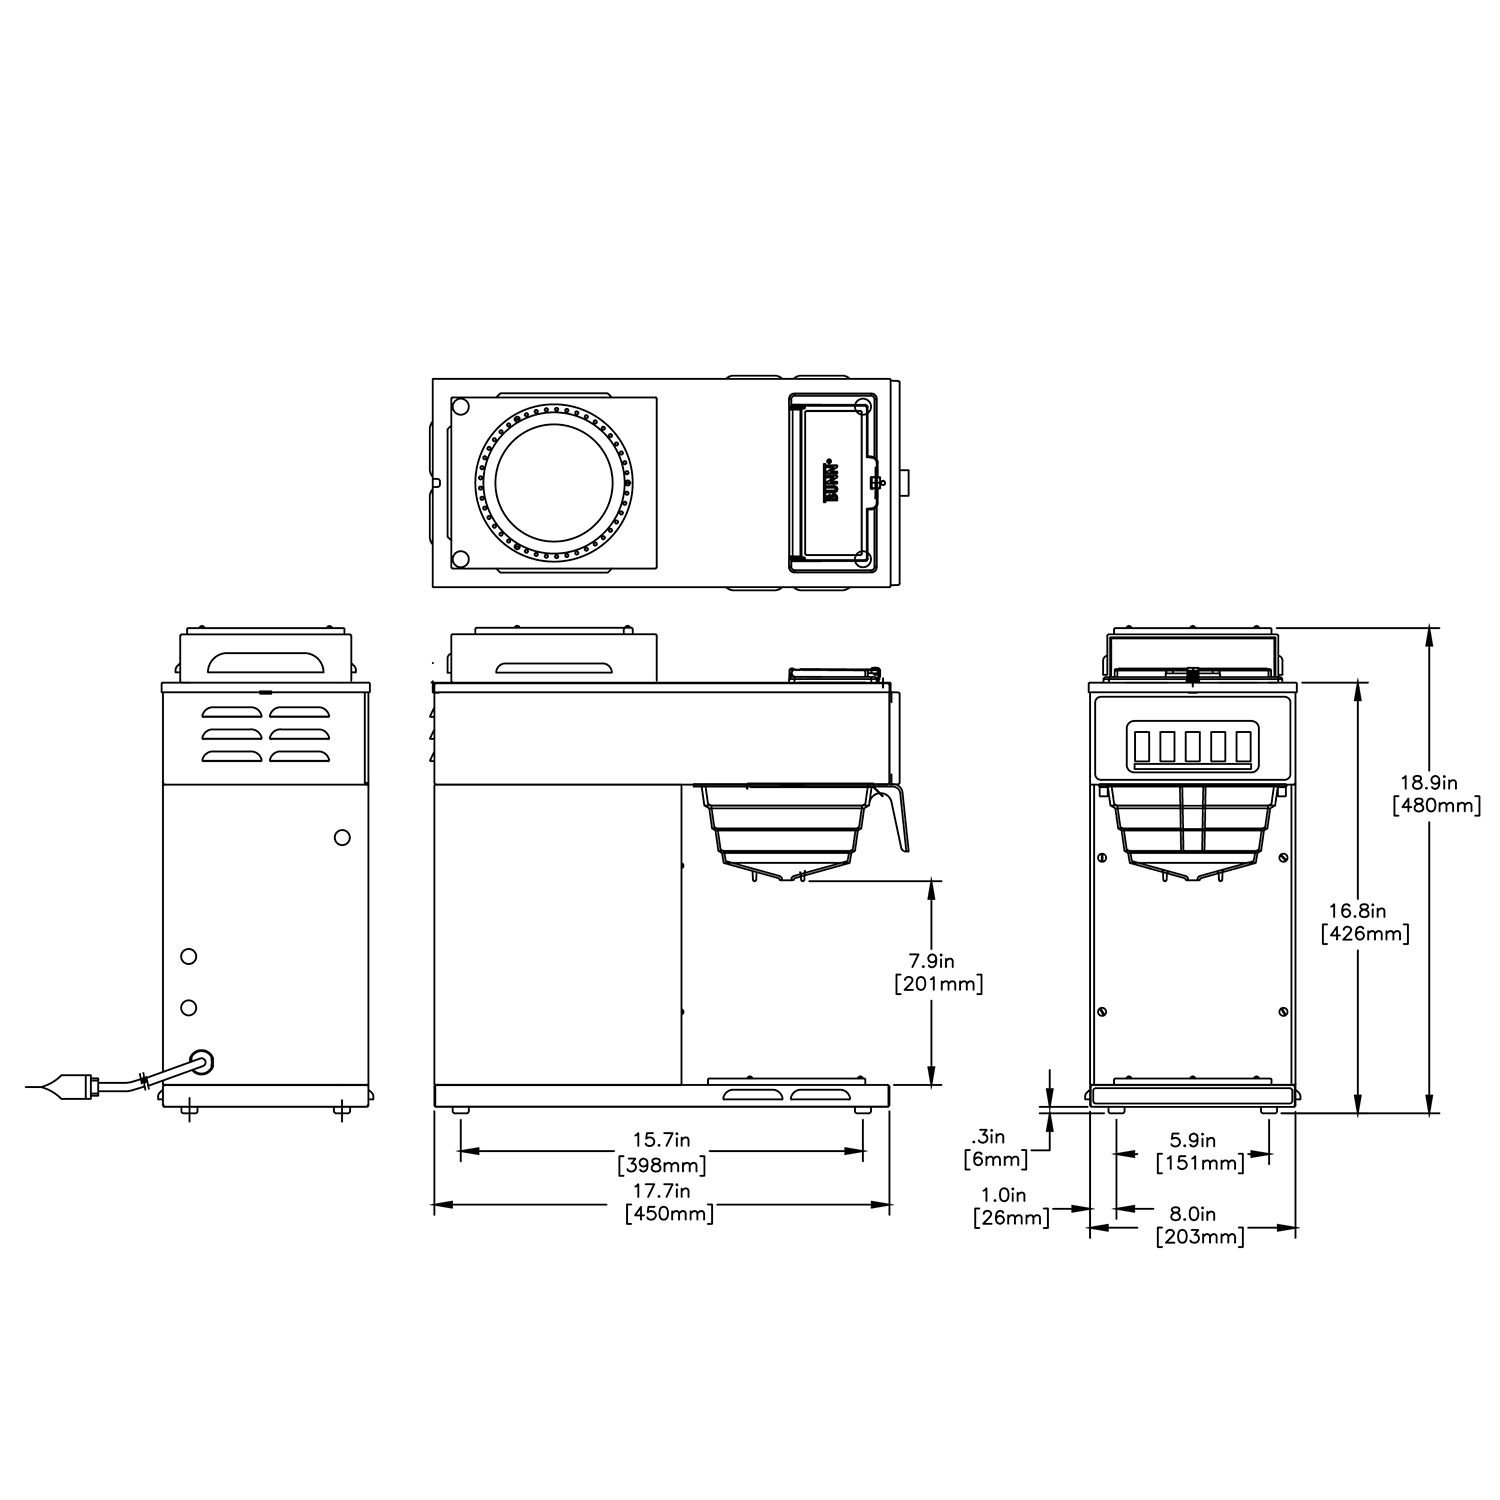 BUNN
18.9in
[480mm]
16.8in
[426mm]
7.9in
[201mm]
15.7in
[398mm]
17.7in
[450mm]
.3in
[6mm]
5.9in
[151mm]
1.0in
[26mm]
8.0in
[203mm]